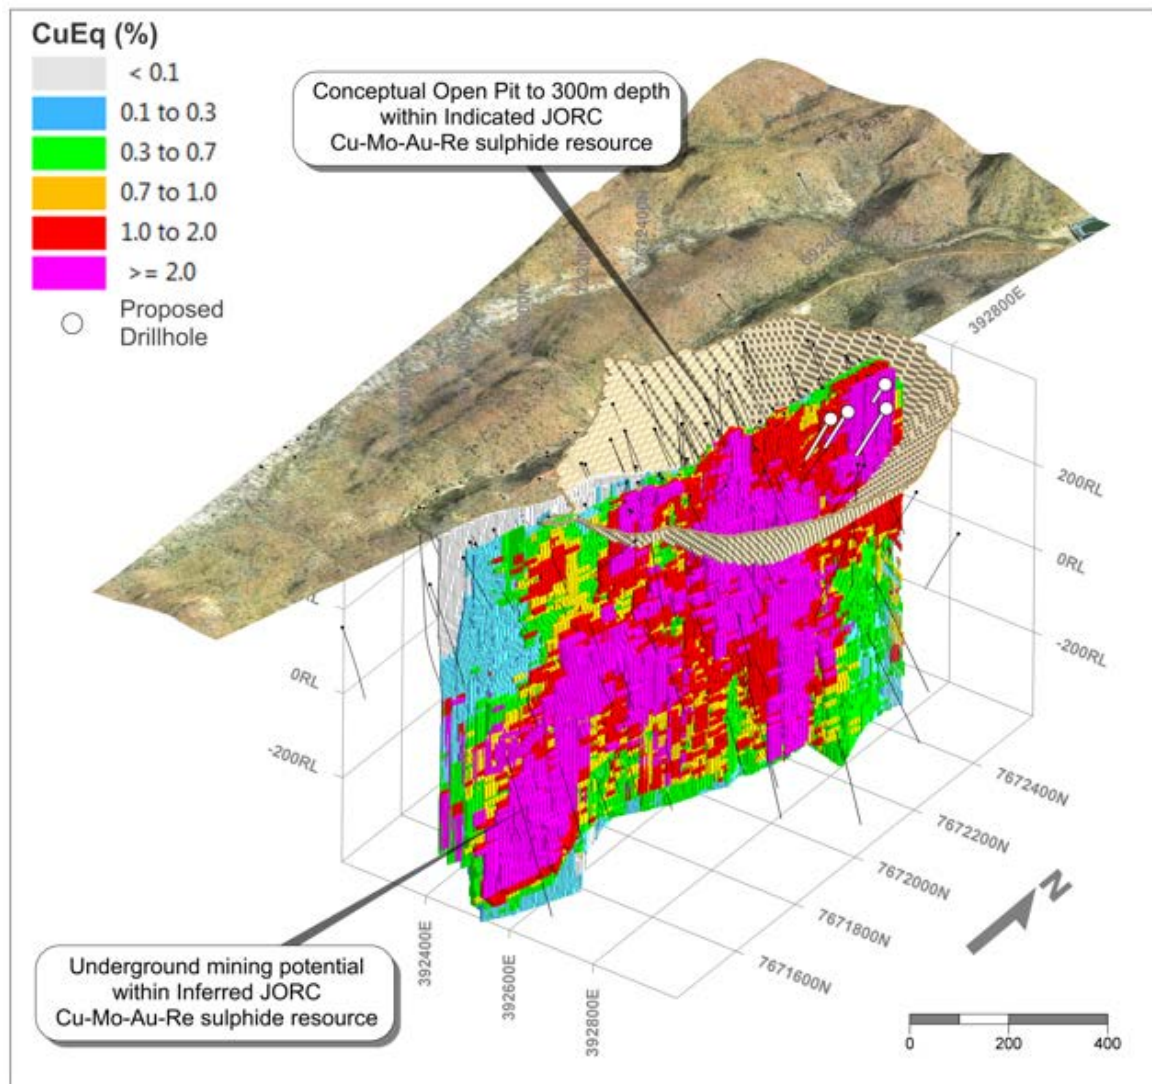 CuEq (%)
< 0.1
0.1 to 0.3
0.3 to 0.7
0.7 to 1.0
1.0 to 2.0
>= 2.0
Proposed
Drillhole
Conceptual Open Pit to 300m depth
within Indicated JORC
Cu-Mo-Au-Re sulphide resource
392800E
200RL
0RL
-200RL
0RL
-200RL
7672400N
7672200N
7672000N
7671800N
7671600N
392400E
392600E
392800E
N
Underground mining potential
within Inferred JORC
Cu-Mo-Au-Re sulphide resource
0 200 400